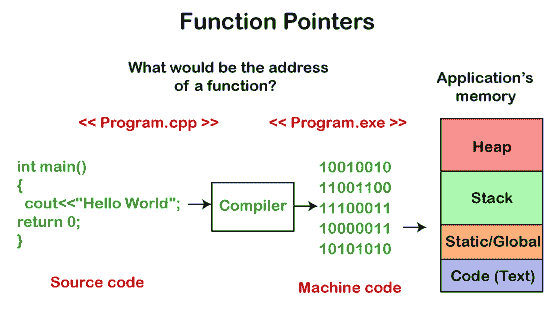 Function Pointers
What would be the address
of a function?
Application's
memory
<< Program.cpp >>
<< Program.exe >>
int main()
{
cout<<"Hello World";
return 0;
}
Compiler
10010010
11001100
11100011
10000011
10101010
Heap
Stack
Static/Global
Code (Text)
Source code
Machine code